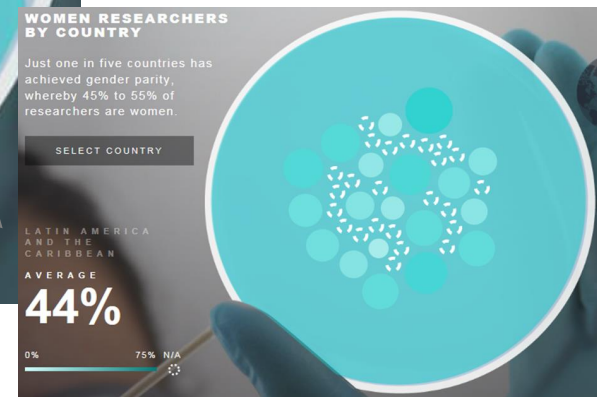 WOMEN RESEARCHERS
BY COUNTRY
Just one in five countries has
achieved gender parity,
whereby 45% to 55% of
researchers are women.
SELECT COUNTRY
LATIN AMERICA
AND THE
CARIBBEAN
AVERAGE
44%
0% 75% N/A